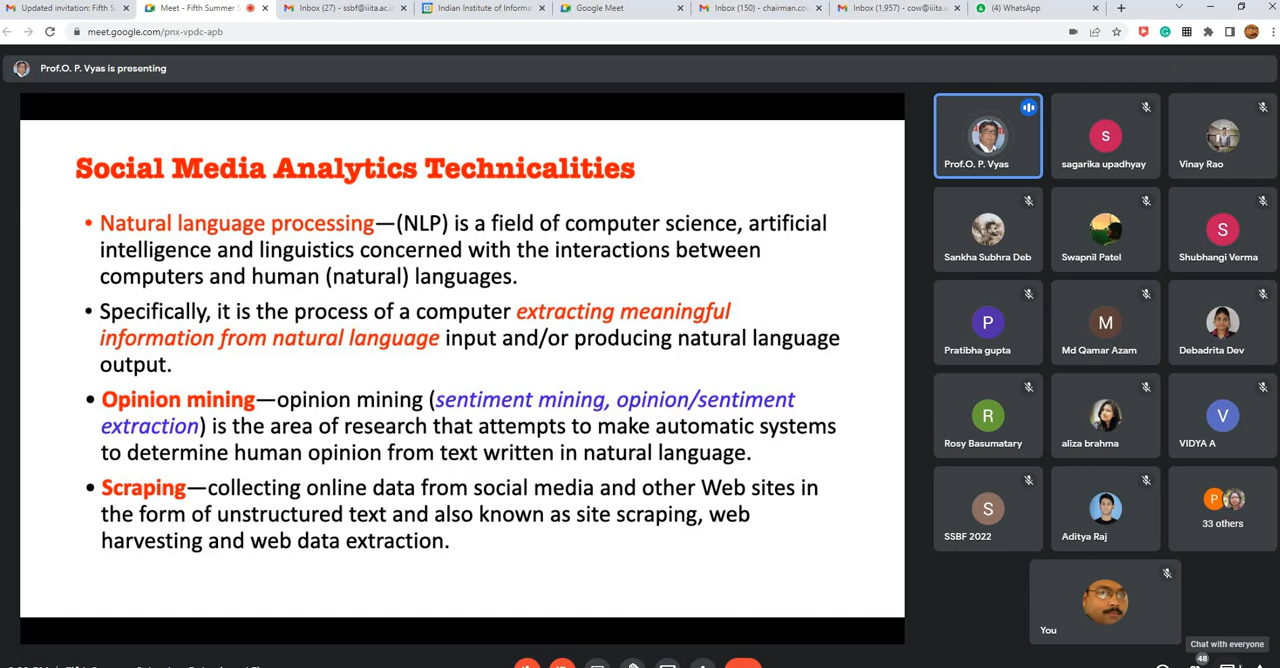 Updated invitation: Fifth S
Meet - Fifth Summer S
Inbox (27) - ssbf@iiita.ac.in
Indian Institute of Informat
Google Meet
Inbox (150) - chairman.cov
Inbox (1,957) - cow@iiita.a
(4) WhatsApp
meet.google.com/pnx-vpdc-apb
Prof.O. P. Vyas is presenting
Social Media Analytics Technicalities
• Natural language processing—(NLP) is a field of computer science, artificial
intelligence and linguistics concerned with the interactions between
computers and human (natural) languages.
• Specifically, it is the process of a computer extracting meaningful
information from natural language input and/or producing natural language
output.
• Opinion mining—opinion mining (sentiment mining, opinion/sentiment
extraction) is the area of research that attempts to make automatic systems
to determine human opinion from text written in natural language.
• Scraping—collecting online data from social media and other Web sites in
the form of unstructured text and also known as site scraping, web
harvesting and web data extraction.
Prof.O. P. Vyas
S
sagarika upadhyay
Vinay Rao
Sankha Subhra Deb
Swapnil Patel
S
Shubhangi Verma
P
Pratibha gupta
M
Md Qamar Azam
Debadrita Dev
R
Rosy Basumatary
aliza brahma
V
VIDYA A
S
SSBF 2022
Aditya Raj
P
33 others
You
Chat with everyone
48